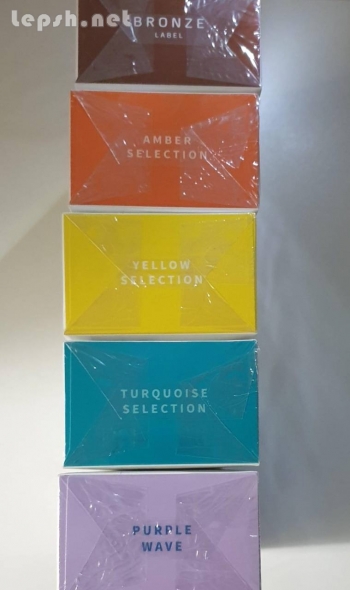 lepsh.net
BRONZE
LABEL
AMBER
SELECTION
YELLOW
SELECTION
TURQUOISE
SELECTION
PURPLE
WAVE